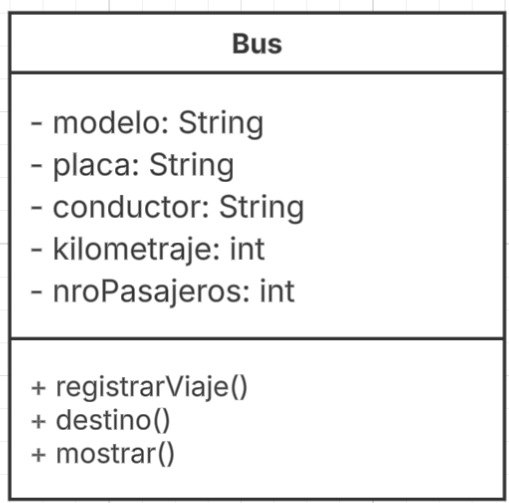 Bus
- modelo: String
- placa: String
- conductor: String
- kilometraje: int
- nroPasajeros: int
+ registrarViaje()
+ destino()
+ mostrar()